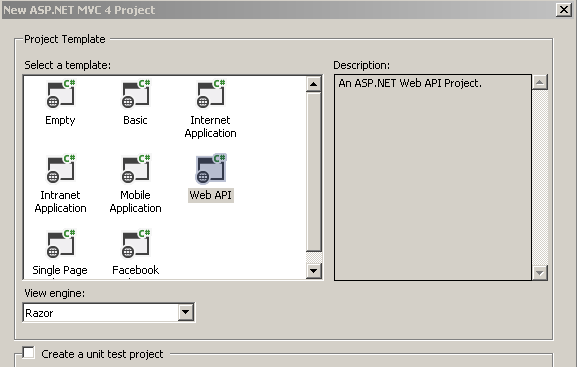 New ASP.NET MVC 4 Project
Project Template
Select a template:
Description:
C# C# C#
Empty Basic Internet
Application
An ASP.NET Web API Project.
C# C# C#
Intranet Mobile Web API
Application Application
C# C#
Single Page Facebook
View engine:
Razor
Create a unit test project